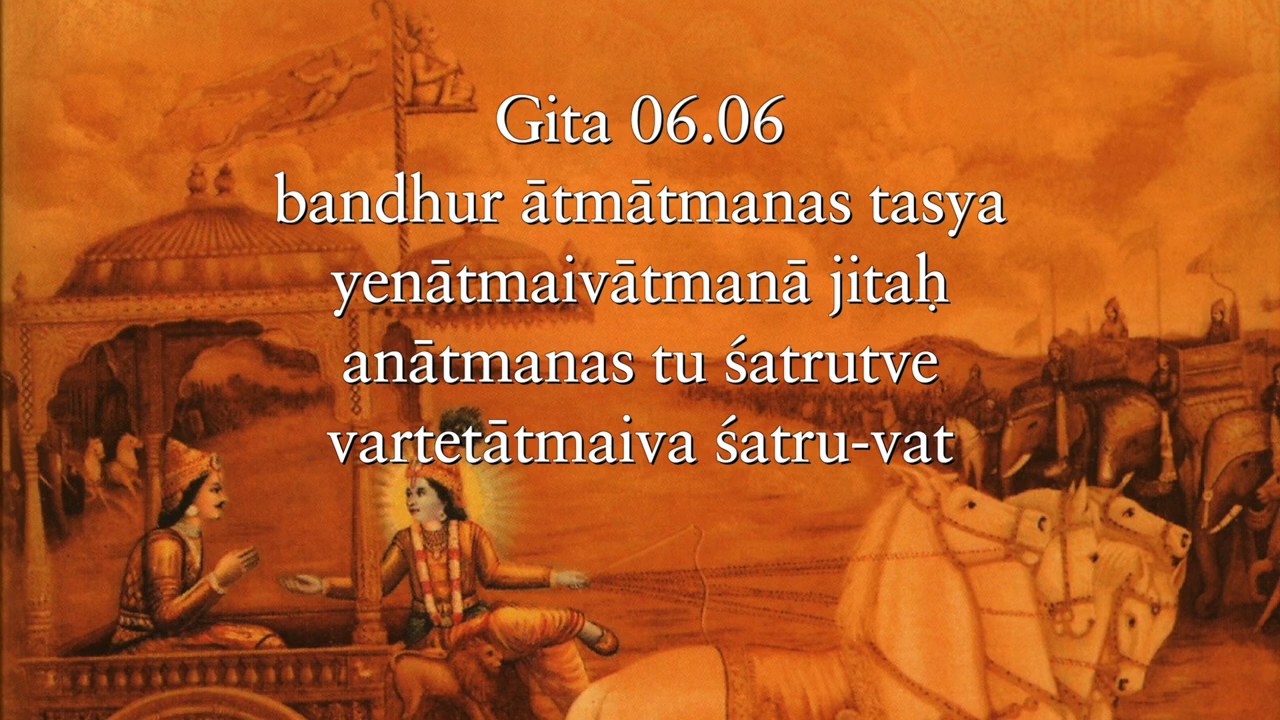 Gita 06.06
bandhur ātmātmanas tasya
yenātmaivātmanā jitaḥ
anātmanas tu śatrutve
vartetātmaiva śatru-vat